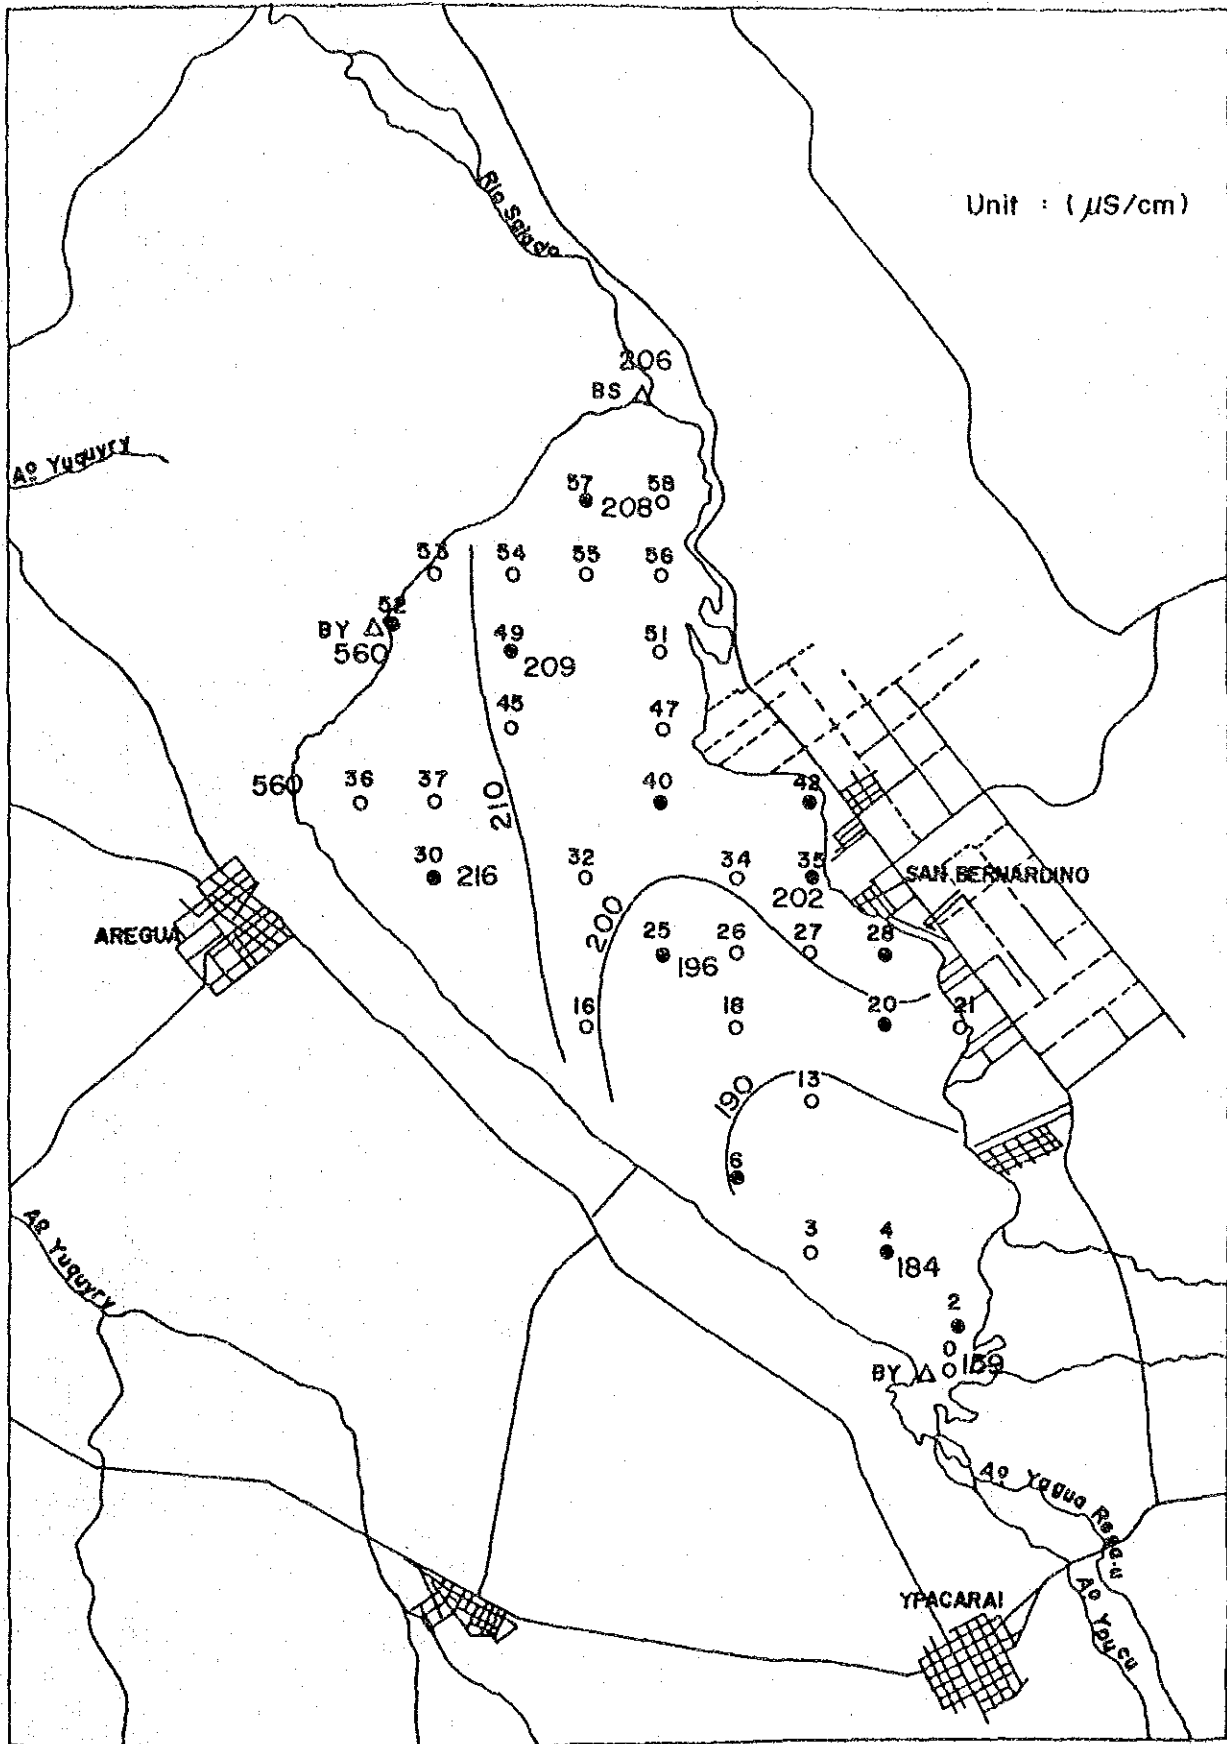 Unit : ( µS/cm)
Rio Salado
206
BS
Aº Yuquyry
57 58
208
53 54 55 56
52
BY
560
49 51
209
45 47
560 36 37 40 42
210
30 32 34 35
216 202
SAN BERNARDINO
AREGUA
200
25 26 27 28
196
16 18 20 21
13
190
6
Aº Yuquyry
3 4
184
2
0
BY 159
Aº Yagua Resa-u
YPACARAI
Aº Ypucu